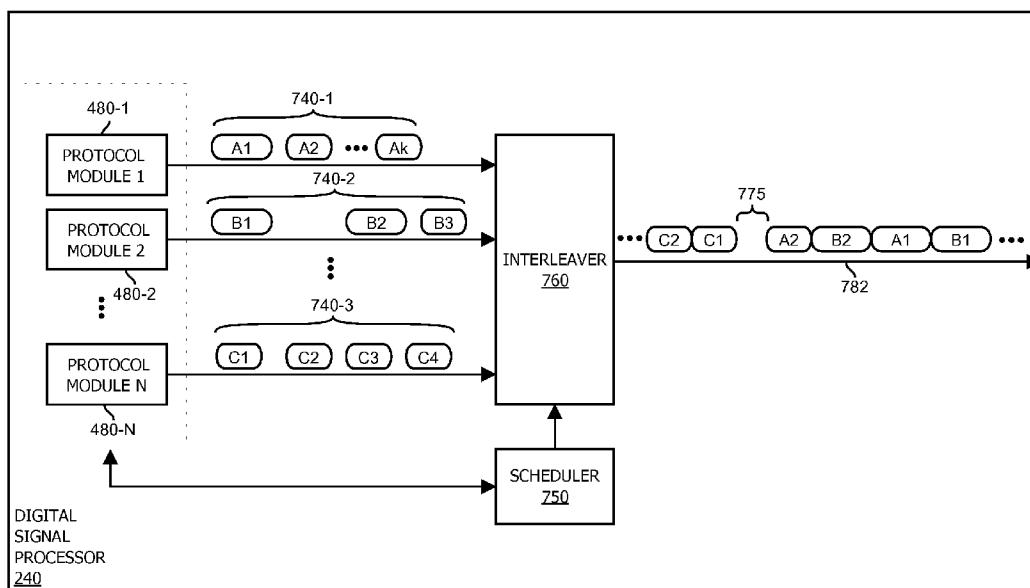 480-1
740-1
PROTOCOL
MODULE 1
A1 A2 ••• Ak
740-2
PROTOCOL
MODULE 2
B1 B2 B3
480-2
INTERLEAVER
760
775
••• C2 C1 A2 B2 A1 B1 •••
782
740-3
PROTOCOL
MODULE N
C1 C2 C3 C4
480-N
SCHEDULER
750
DIGITAL
SIGNAL
PROCESSOR
240